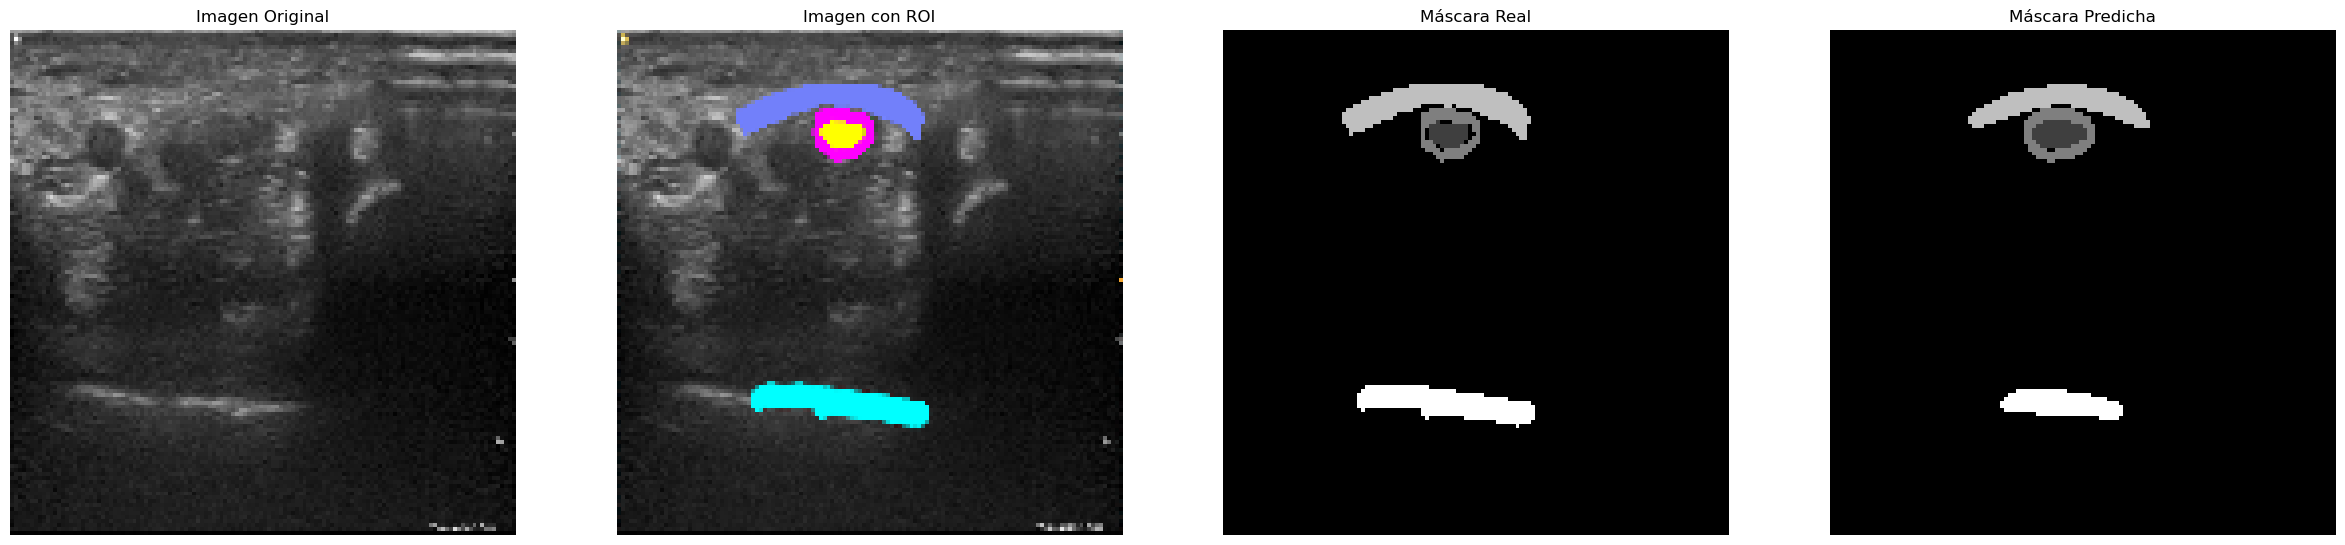 Imagen Original
Imagen con ROI
Máscara Real
Máscara Predicha